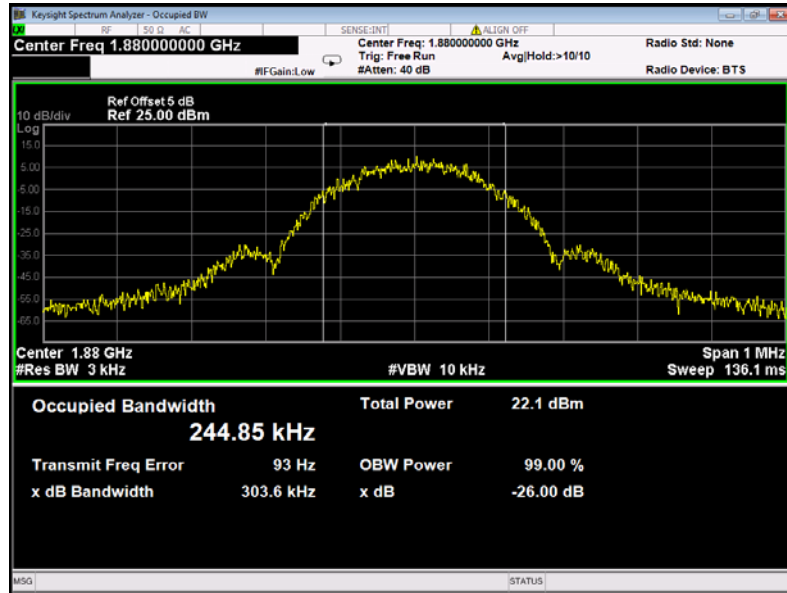 Keysight Spectrum Analyzer - Occupied BW
RF 50 Ω AC SENSE:INT ALIGN OFF
Center Freq 1.880000000 GHz Center Freq: 1.880000000 GHz Radio Std: None
Trig: Free Run Avg|Hold:>10/10
#IFGain:Low #Atten: 40 dB Radio Device: BTS
Ref Offset 5 dB
10 dB/div Ref 25.00 dBm
Log
15.0
5.00
-5.00
-15.0
-25.0
-35.0
-45.0
-55.0
-65.0
Center 1.88 GHz Span 1 MHz
#Res BW 3 kHz #VBW 10 kHz Sweep 136.1 ms
Occupied Bandwidth Total Power 22.1 dBm
244.85 kHz
Transmit Freq Error 93 Hz OBW Power 99.00 %
x dB Bandwidth 303.6 kHz x dB -26.00 dB
MSG STATUS